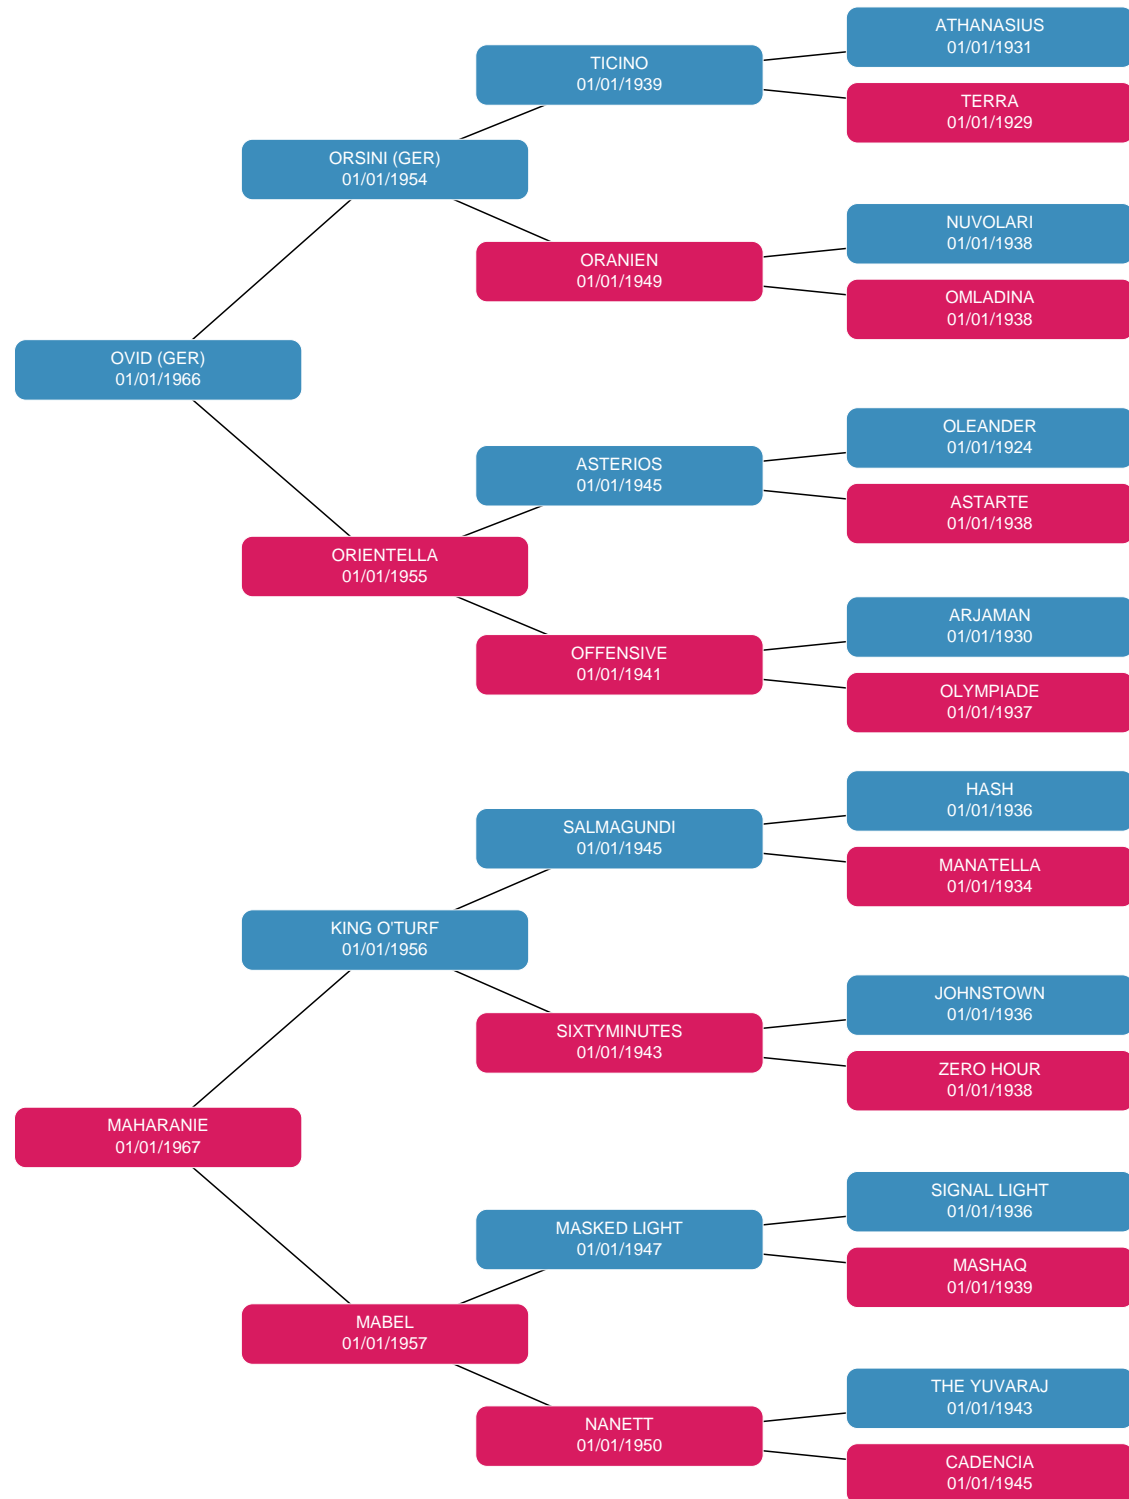 ATHANASIUS
01/01/1931
TICINO
01/01/1939
TERRA
01/01/1929
ORSINI (GER)
01/01/1954
NUVOLARI
01/01/1938
ORANIEN
01/01/1949
OMLADINA
01/01/1938
OVID (GER)
01/01/1966
OLEANDER
01/01/1924
ASTERIOS
01/01/1945
ASTARTE
01/01/1938
ORIENTELLA
01/01/1955
ARJAMAN
01/01/1930
OFFENSIVE
01/01/1941
OLYMPIADE
01/01/1937
HASH
01/01/1936
SALMAGUNDI
01/01/1945
MANATELLA
01/01/1934
KING O'TURF
01/01/1956
JOHNSTOWN
01/01/1936
SIXTYMINUTES
01/01/1943
ZERO HOUR
01/01/1938
MAHARANIE
01/01/1967
SIGNAL LIGHT
01/01/1936
MASKED LIGHT
01/01/1947
MASHAQ
01/01/1939
MABEL
01/01/1957
THE YUVARAJ
01/01/1943
NANETT
01/01/1950
CADENCIA
01/01/1945